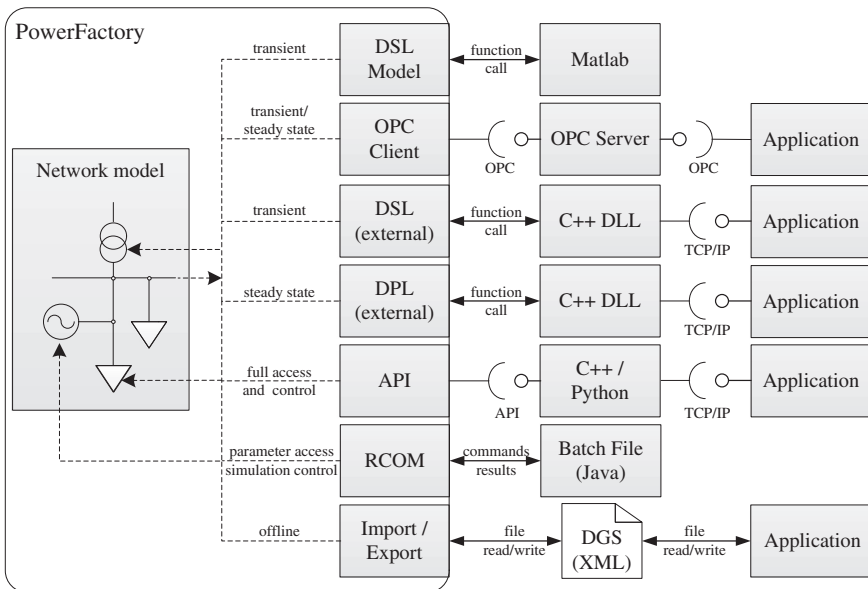 PowerFactory
Network model
transient
DSL
Model
function
call
Matlab
transient/
steady state
OPC
Client
OPC
OPC Server
OPC
Application
transient
DSL
(external)
function
call
C++ DLL
TCP/IP
Application
steady state
DPL
(external)
function
call
C++ DLL
TCP/IP
Application
full access
and control
API
API
C++ /
Python
TCP/IP
Application
parameter access
simulation control
RCOM
commands
results
Batch File
(Java)
offline
Import /
Export
file
read/write
DGS
(XML)
file
read/write
Application